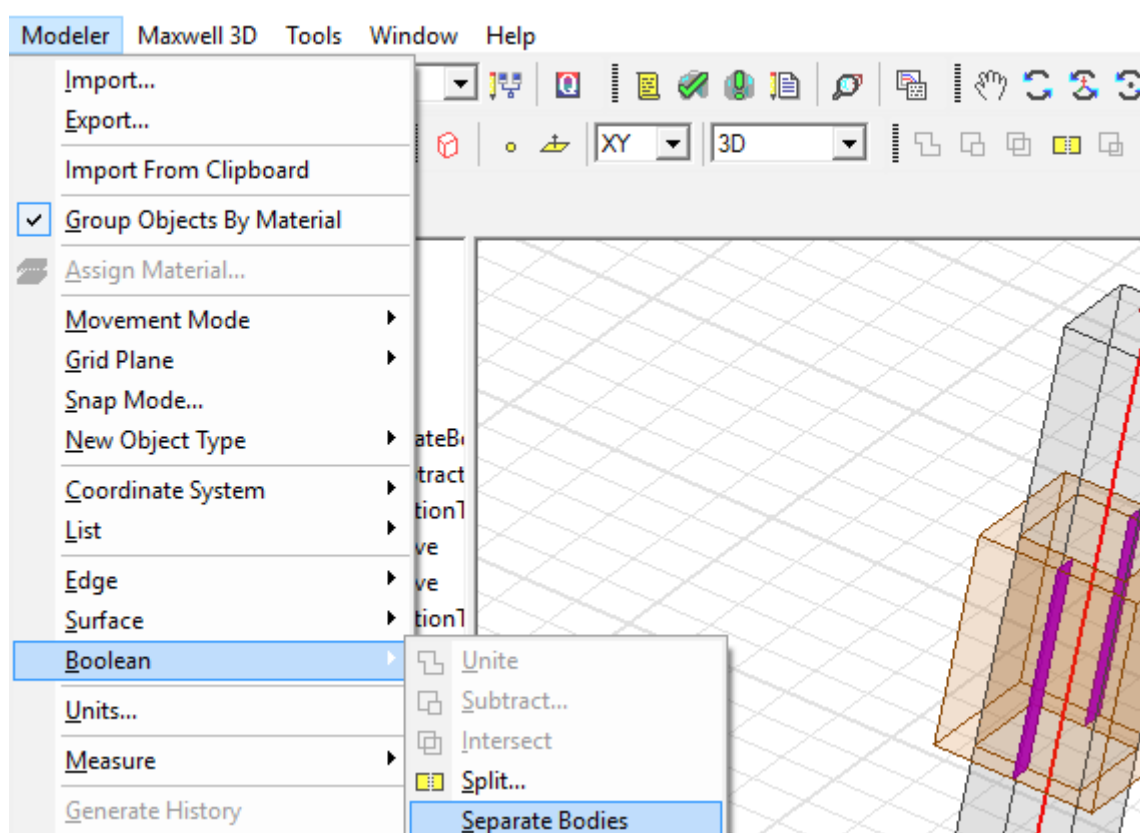 Modeler Maxwell 3D Tools Window Help
Import...
Export...
XY 3D
Import From Clipboard
Group Objects By Material
Assign Material...
Movement Mode
Grid Plane
Snap Mode...
New Object Type
Coordinate System
List
Edge
Surface
Boolean
Units...
Measure
Generate History
Unite
Subtract...
Intersect
Split...
Separate Bodies